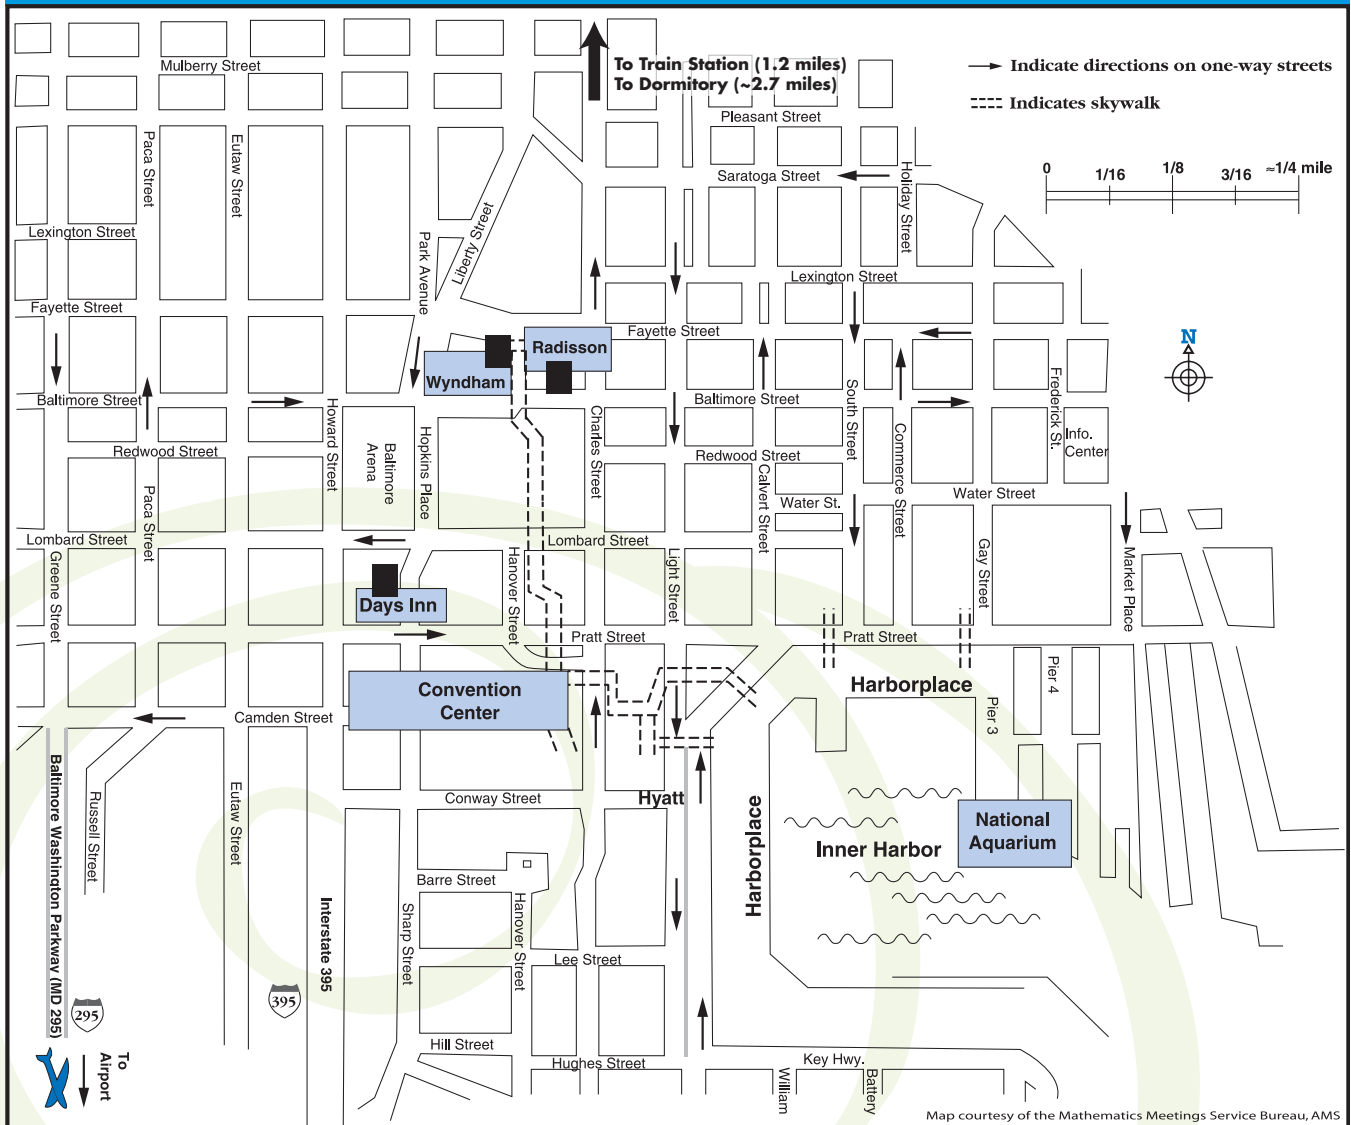 Mulberry Street
To Train Station (1.2 miles)
To Dormitory (~2.7 miles)
Indicate directions on one-way streets
Indicates skywalk
Pleasant Street
Paca Street
Eutaw Street
Saratoga Street
Holiday Street
0
1/16
1/8
3/16
≈1/4 mile
Lexington Street
Park Avenue
Liberty Street
Lexington Street
Fayette Street
Fayette Street
N
Radisson
Wyndham
Baltimore Street
Baltimore Street
South Street
Frederick St.
Howard Street
Baltimore
Arena
Hopkins Place
Charles Street
Commerce Street
Info.
Center
Redwood Street
Redwood Street
Calvert Street
Water St.
Water Street
Paca Street
Lombard Street
Lombard Street
Greene Street
Hanover Street
Light Street
Gay Street
Market Place
Days Inn
Pratt Street
Pratt Street
Convention
Center
Harborplace
Pier 4
Pier 3
Camden Street
Baltimore Washington Parkway (MD 295)
Russell Street
Eutaw Street
Conway Street
Hyatt
Harborplace
National
Aquarium
Inner Harbor
Barre Street
Interstate 395
Sharp Street
Hanover Street
Lee Street
295
395
Hill Street
Hughes Street
Key Hwy.
William
Battery
To
Airport
Map courtesy of the Mathematics Meetings Service Bureau, AMS